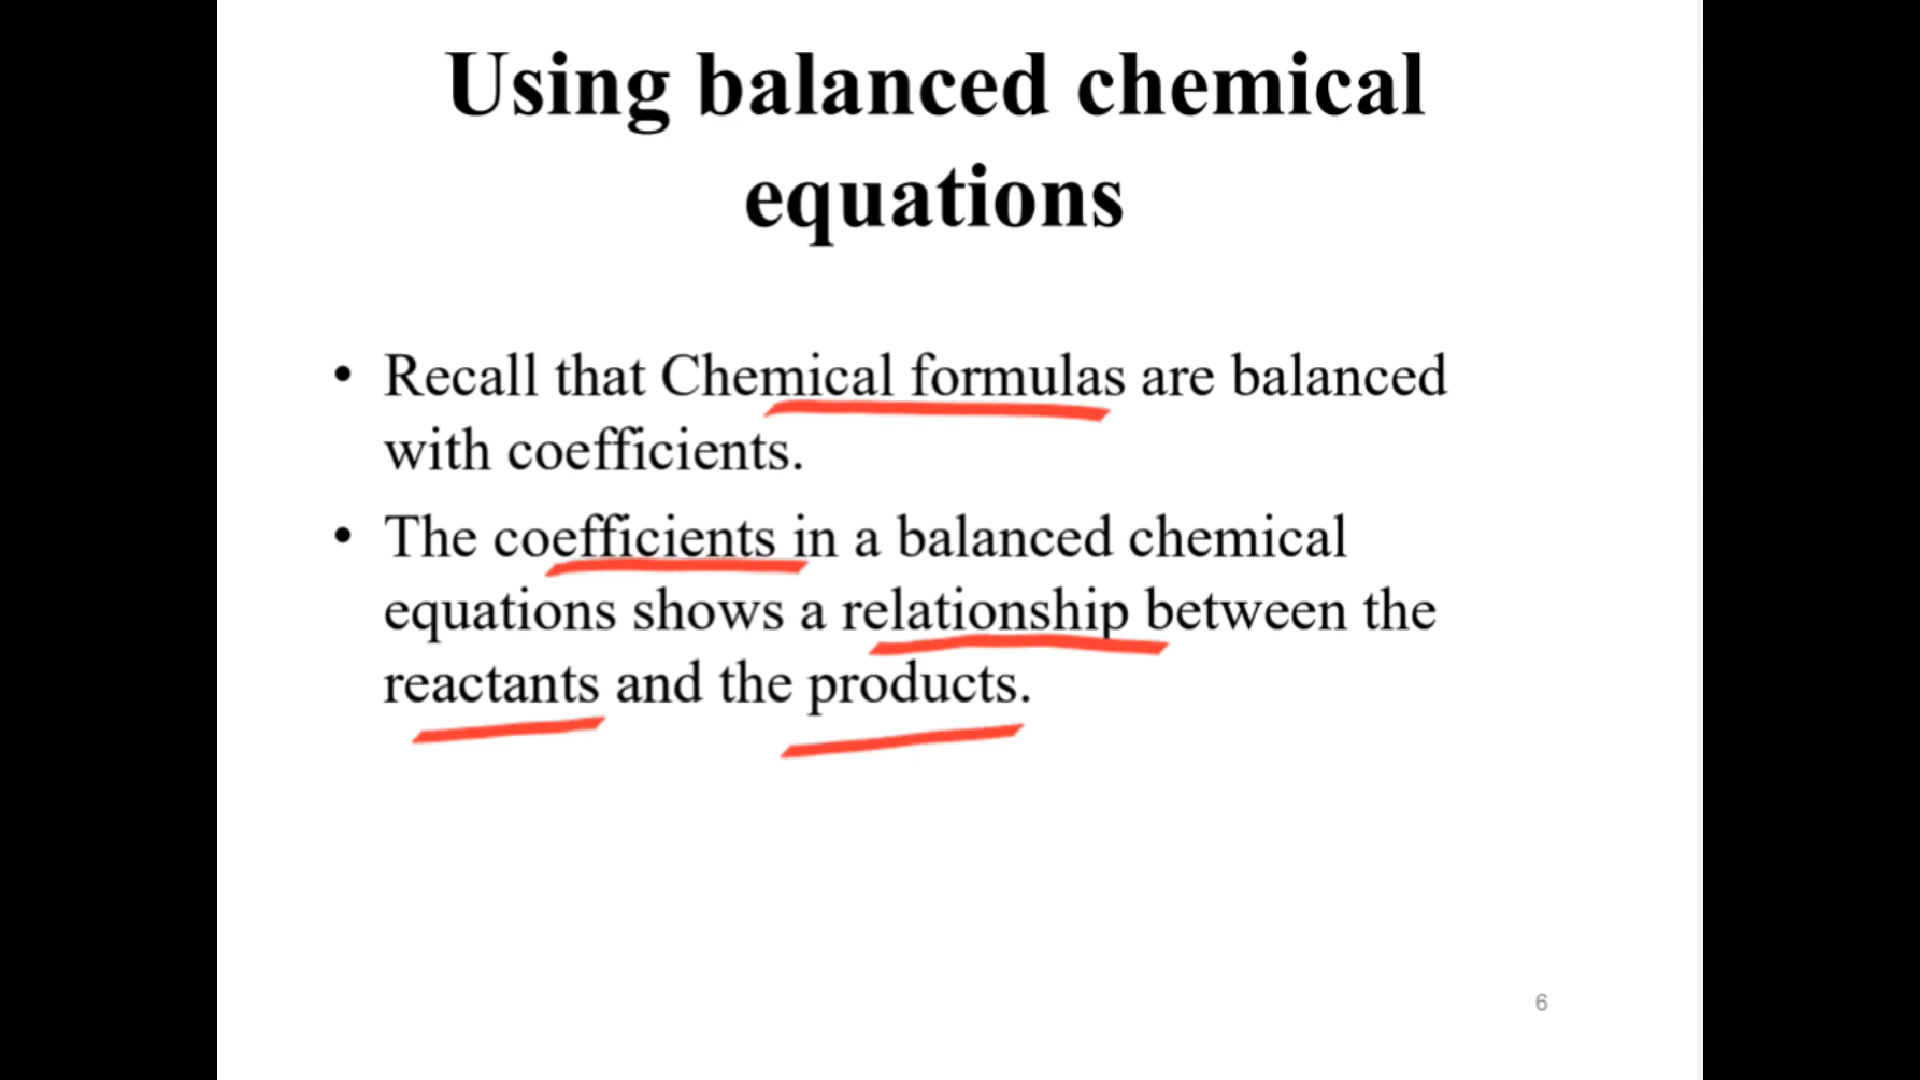 Using balanced chemical
equations
• Recall that Chemical formulas are balanced
with coefficients.
• The coefficients in a balanced chemical
equations shows a relationship between the
reactants and the products.
6